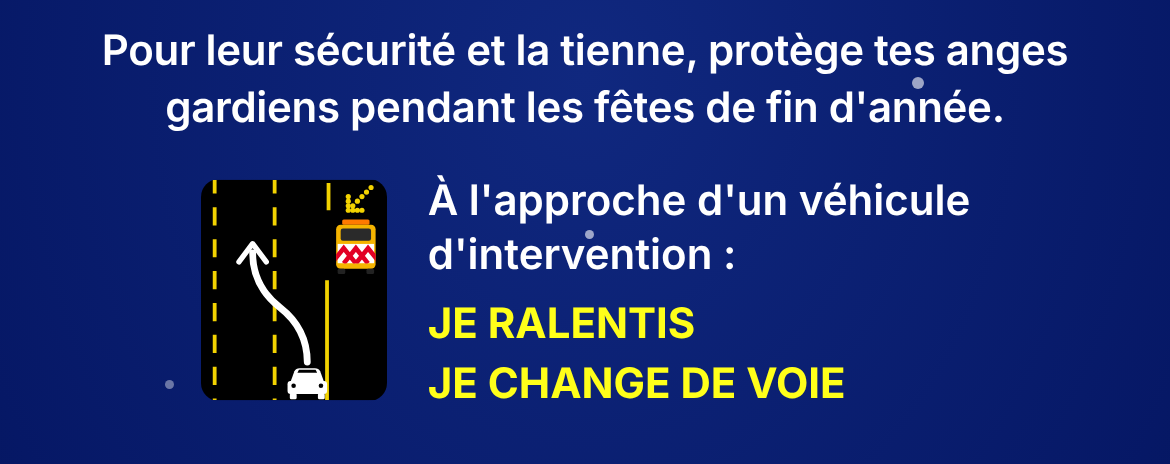 Pour leur sécurité et la tienne, protège tes anges
gardiens pendant les fêtes de fin d'année.
À l'approche d'un véhicule
d'intervention :
JE RALENTIS
JE CHANGE DE VOIE